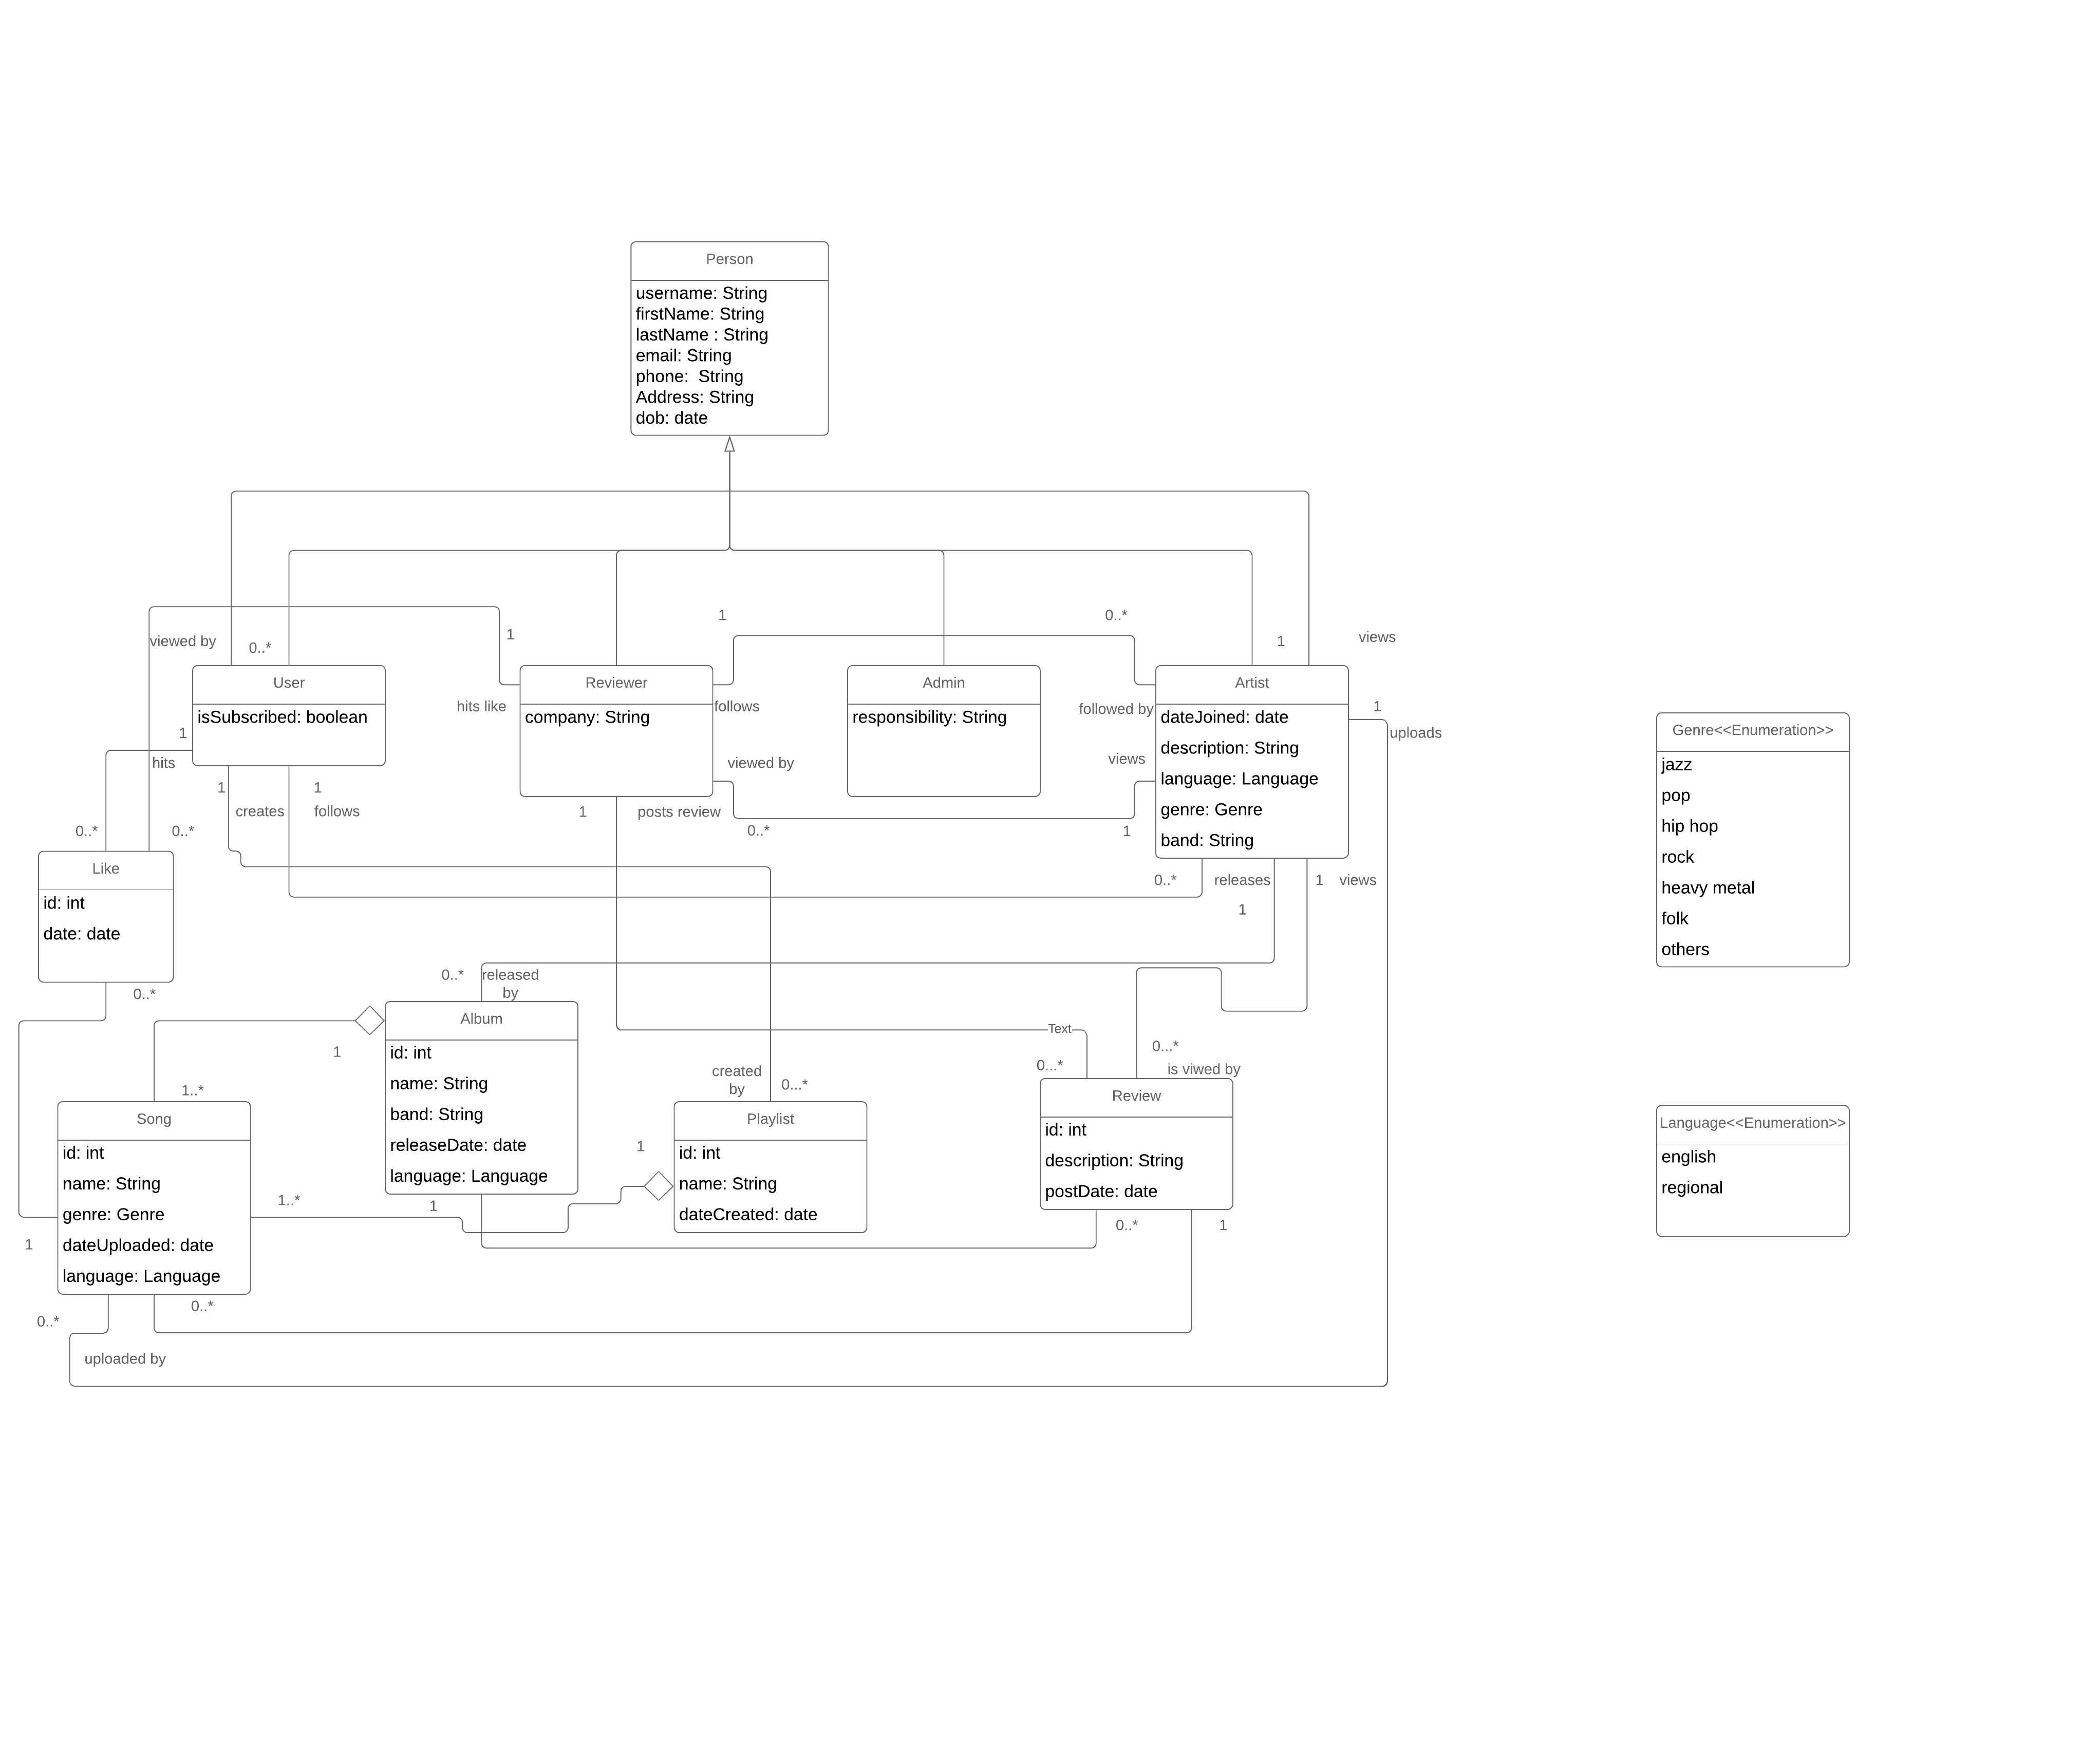 Person
username: String
firstName: String
lastName : String
email: String
phone:  String
Address: String
dob: date
1
0..*
1
viewed by
0..*
1
views
User
isSubscribed: boolean
Reviewer
company: String
Admin
responsibility: String
Artist
dateJoined: date
description: String
language: Language
genre: Genre
band: String
hits like
follows
followed by
1
uploads
1
hits
viewed by
views
1
creates
1
follows
1
posts review
0..*
1
0..*
0..*
Genre<<Enumeration>>
jazz
pop
hip hop
rock
heavy metal
folk
others
Like
id: int
date: date
0..*
releases
1
views
1
0..*
0..*
released
by
1
Album
id: int
name: String
band: String
releaseDate: date
language: Language
Text
0...*
0...*
is viwed by
created
by
0...*
1..*
Song
id: int
name: String
genre: Genre
dateUploaded: date
language: Language
1
Playlist
id: int
name: String
dateCreated: date
Review
id: int
description: String
postDate: date
Language<<Enumeration>>
english
regional
1..*
1
0..*
1
1
0..*
0..*
uploaded by